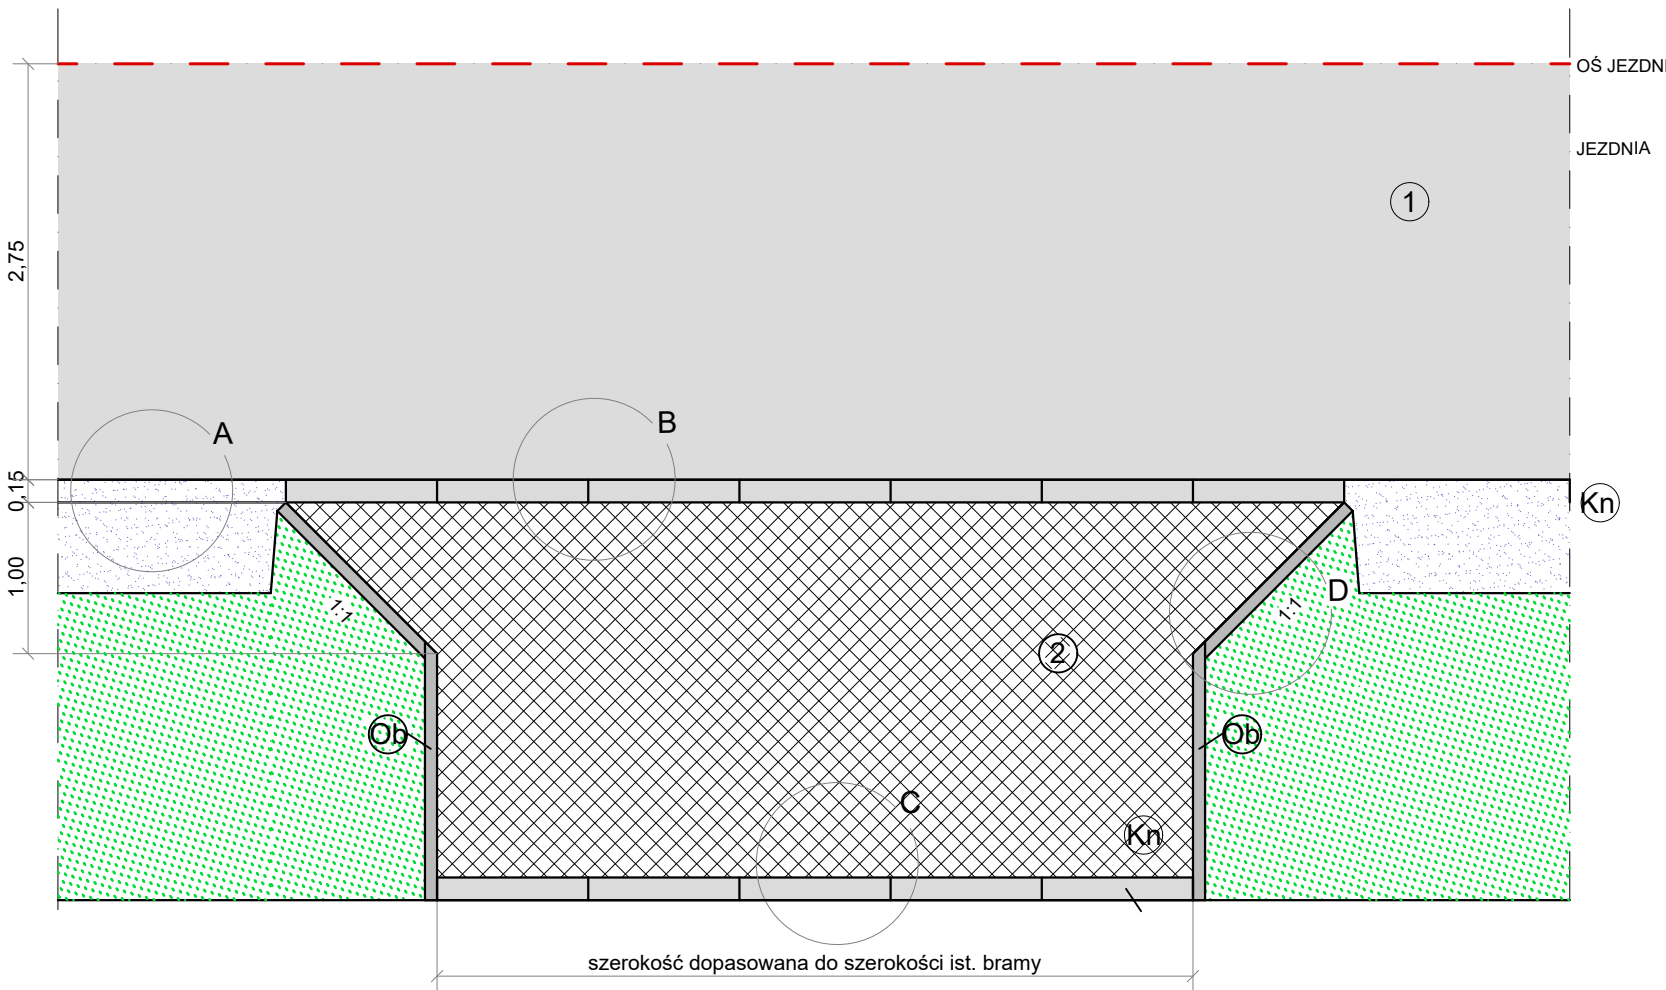 OŚ JEZDNI
JEZDNIA
1
2,75
A
B
0,15
Kn
1,00
1:1
1:1
D
2
Ob
Ob
C
Kn
szerokość dopasowana do szerokości ist. bramy